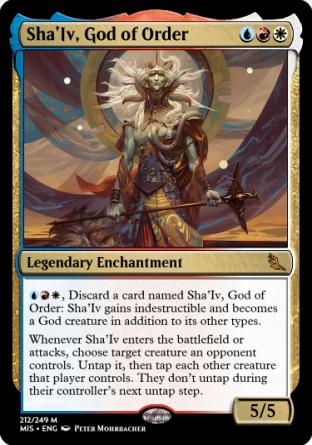 Sha'Iv, God of Order
Legendary Enchantment
, Discard a card named Sha'Iv, God of
Order: Sha'Iv gains indestructible and becomes
a God creature in addition to its other types.
Whenever Sha'Iv enters the battlefield or
attacks, choose target creature an opponent
controls. Untap it, then tap each other creature
that player controls. They don't untap during
their controller's next untap step.
5/5
212/249 M
MIS • ENG Peter Mohrbacher